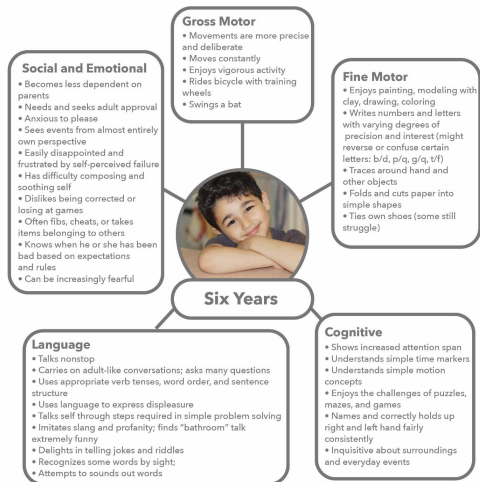 Gross Motor
• Movements are more precise
and deliberate
• Moves constantly
• Enjoys vigorous activity
• Rides bicycle with training
wheels
• Swings a bat
Social and Emotional
• Becomes less dependent on
parents
• Needs and seeks adult approval
• Anxious to please
• Sees events from almost entirely
own perspective
• Easily disappointed and
frustrated by self-perceived failure
• Has difficulty composing and
soothing self
• Dislikes being corrected or
losing at games
• Often fibs, cheats, or takes
items belonging to others
• Knows when he or she has been
bad based on expectations
and rules
• Can be increasingly fearful
Fine Motor
• Enjoys painting, modeling with
clay, drawing, coloring
• Writes numbers and letters
with varying degrees of
precision and interest (might
reverse or confuse certain
letters: b/d, p/q, g/q, t/f)
• Traces around hand and
other objects
• Folds and cuts paper into
simple shapes
• Ties own shoes (some still
struggle)
Six Years
Language
• Talks nonstop
• Carries on adult-like conversations; asks many questions
• Uses appropriate verb tenses, word order, and sentence
structure
• Uses language to express displeasure
• Talks self through steps required in simple problem solving
• Imitates slang and profanity; finds "bathroom" talk
extremely funny
• Delights in telling jokes and riddles
• Recognizes some words by sight;
• Attempts to sounds out words
Cognitive
• Shows increased attention span
• Understands simple time markers
• Understands simple motion
concepts
• Enjoys the challenges of puzzles,
mazes, and games
• Names and correctly holds up
right and left hand fairly
consistently
• Inquisitive about surroundings
and everyday events